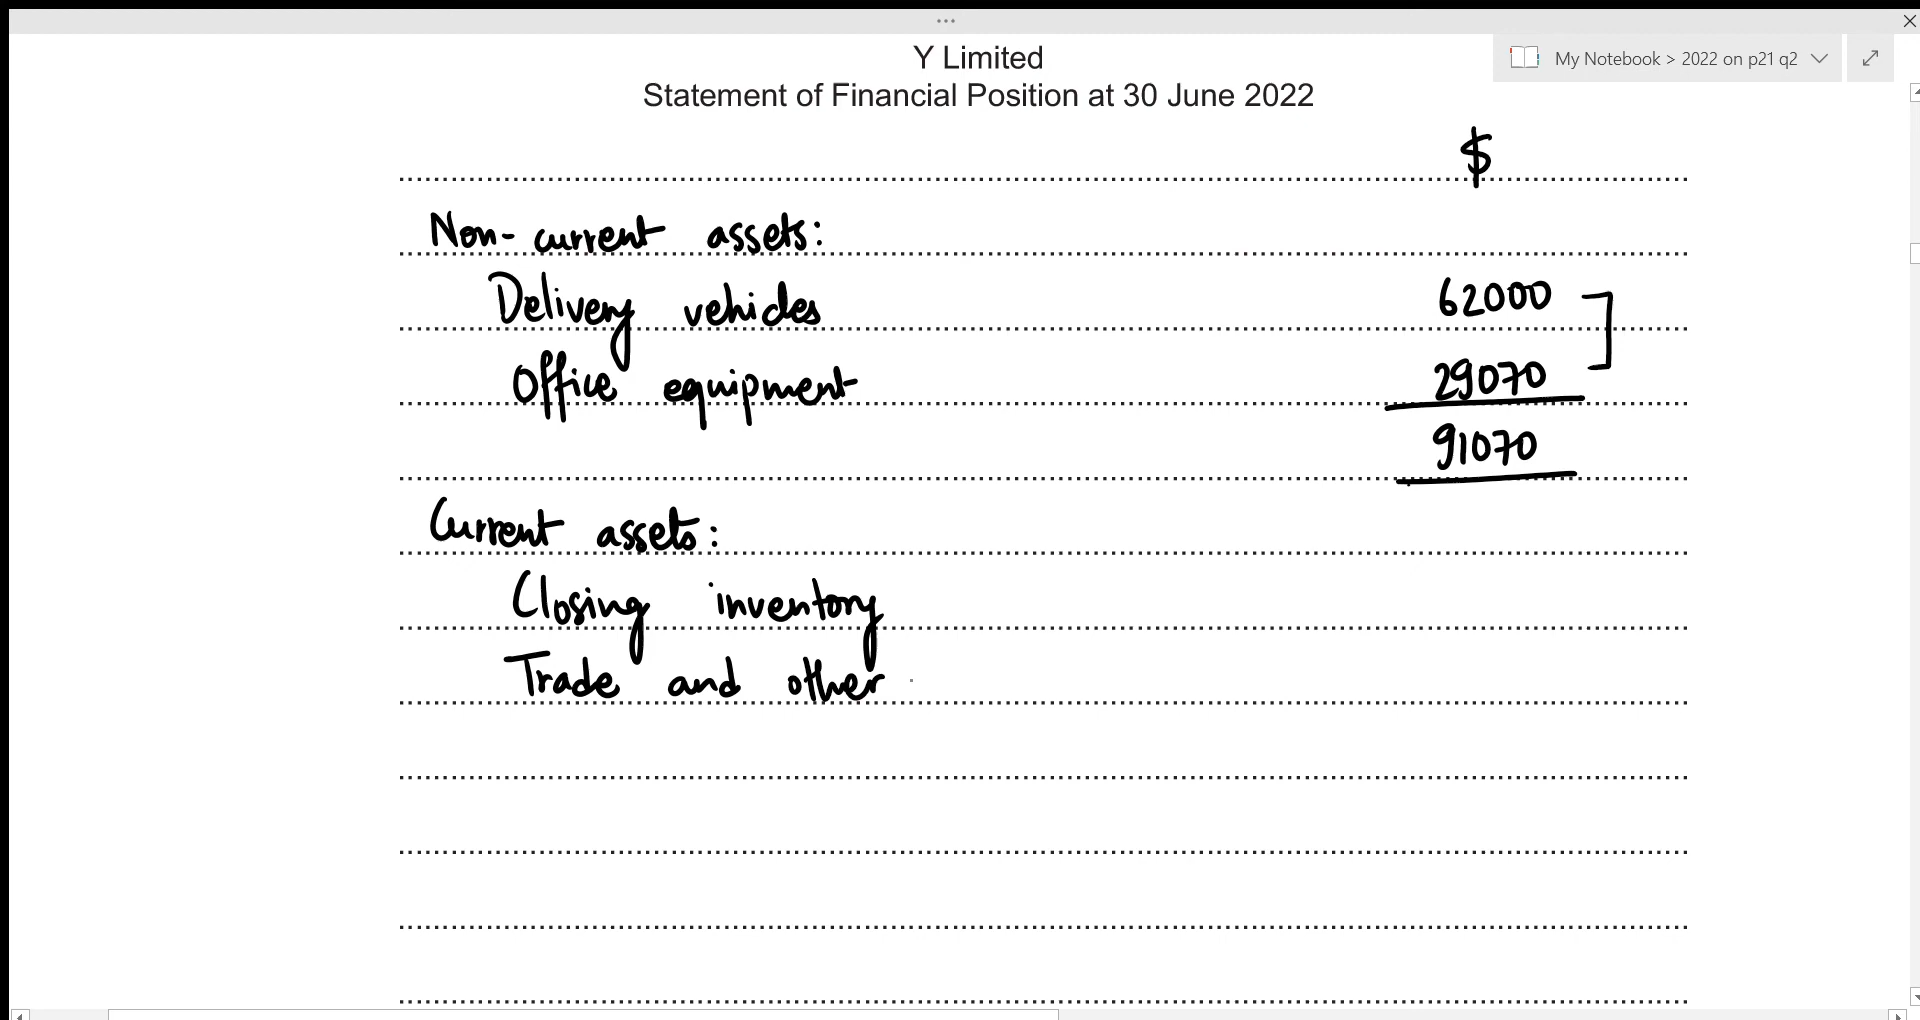 Y Limited
My Notebook > 2022 on p21 q2
Statement of Financial Position at 30 June 2022
$
Non-current assets:
Delivery vehicles 62000
Office equipment 29070
91070
Current assets:
Closing inventory
Trade and other